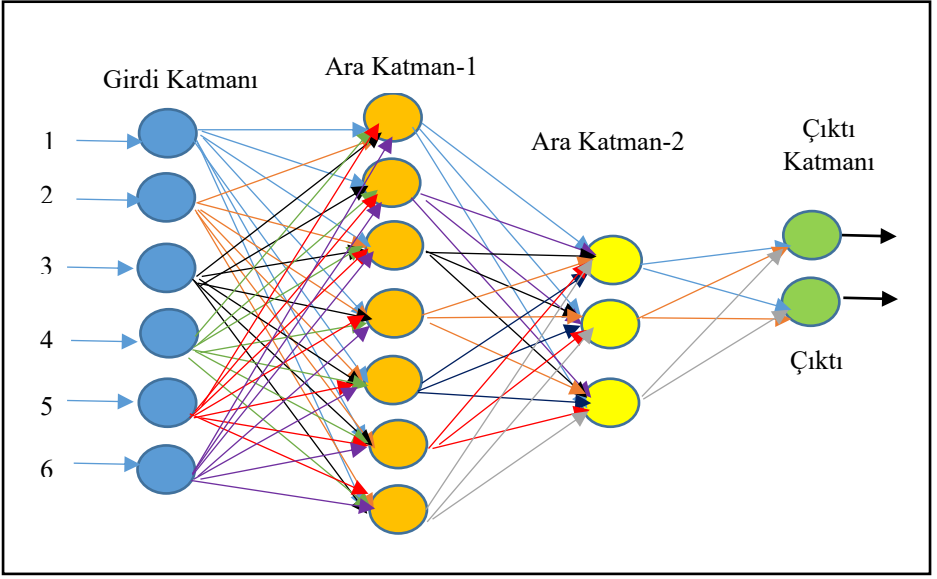 Girdi Katmanı
Ara Katman-1
Ara Katman-2
Çıktı
Katmanı
1
2
3
4
5
6
Çıktı